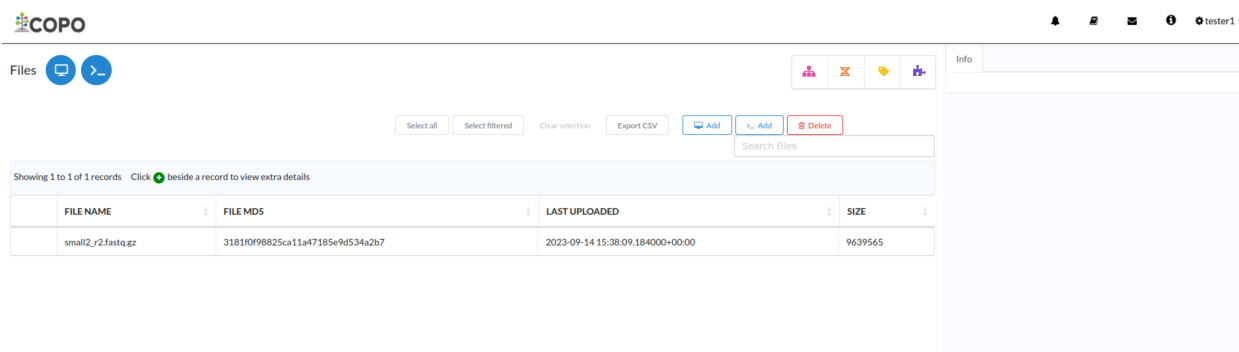 COPO
tester1
Files
Info
Select all Select filtered Clear selection Export CSV Add Add Delete
Search Files
Showing 1 to 1 of 1 records Click beside a record to view extra details
FILE NAME FILE MD5 LAST UPLOADED SIZE
small2_r2.fastq.gz 3181f0f98825ca11a47185e9d534a2b7 2023-09-14 15:38:09.184000+00:00 9639565